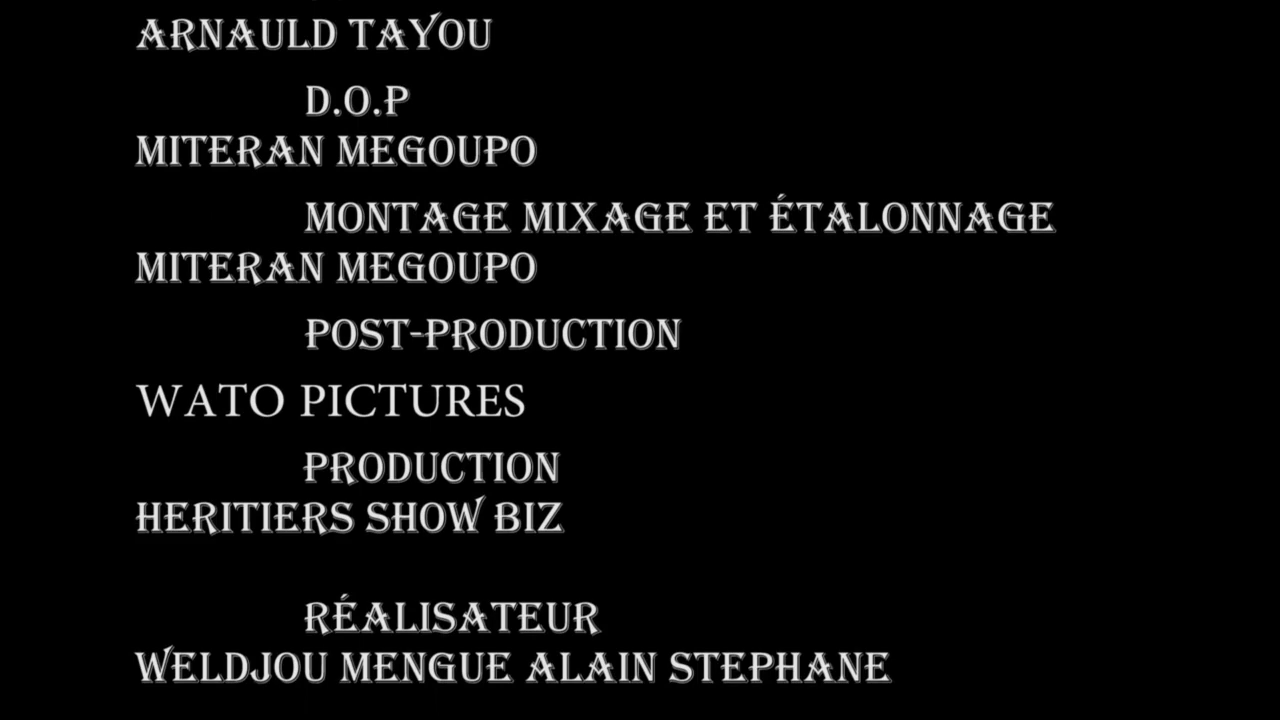 ARNAULD TAYOU
D.O.P
MITERAN MEGOUPO
MONTAGE MIXAGE ET ÉTALONNAGE
MITERAN MEGOUPO
POST-PRODUCTION
WATO PICTURES
PRODUCTION
HERITIERS SHOW BIZ
RÉALISATEUR
WELDJOU MENGUE ALAIN STEPHANE